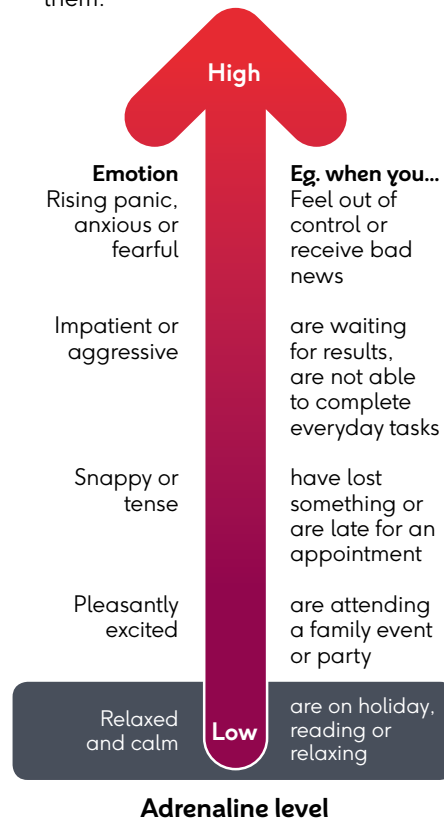 them.
High
Emotion
Rising panic,
anxious or
fearful
Eg. when you...
Feel out of
control or
receive bad
news
Impatient or
aggressive
are waiting
for results,
are not able
to complete
everyday tasks
Snappy or
tense
have lost
something or
are late for an
appointment
Pleasantly
excited
are attending
a family event
or party
Relaxed
and calm
Low
are on holiday,
reading or
relaxing
Adrenaline level